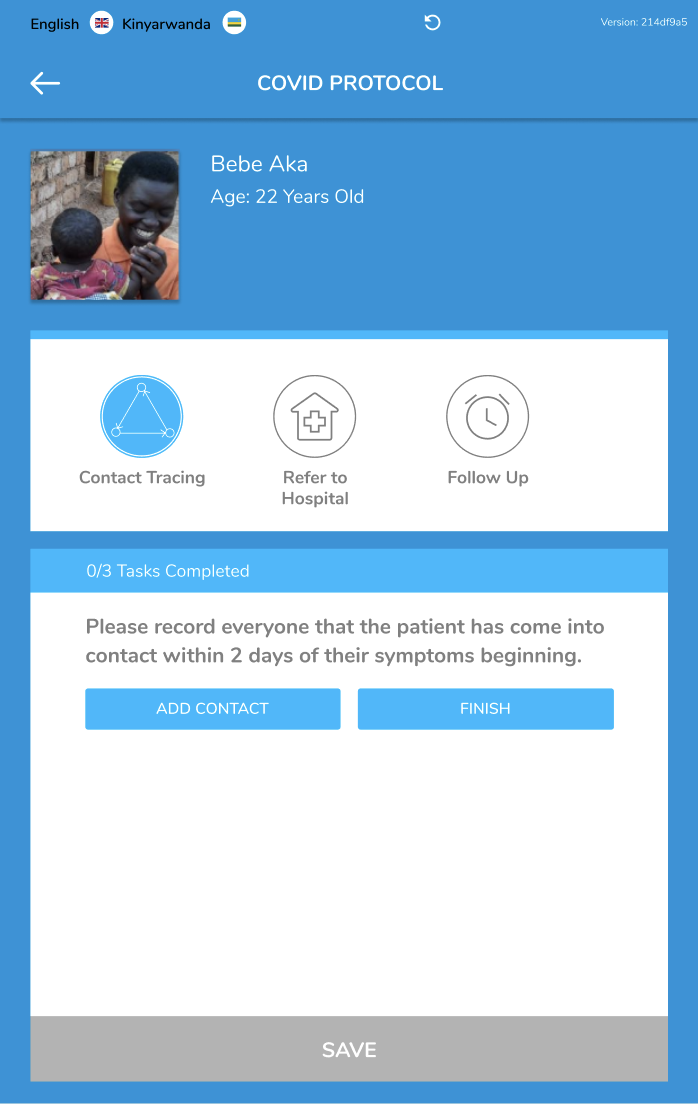 English Kinyarwanda Version: 214df9a5
COVID PROTOCOL
Bebe Aka
Age: 22 Years Old
Contact Tracing
Refer to
Hospital
Follow Up
0/3 Tasks Completed
Please record everyone that the patient has come into
contact within 2 days of their symptoms beginning.
ADD CONTACT FINISH
SAVE